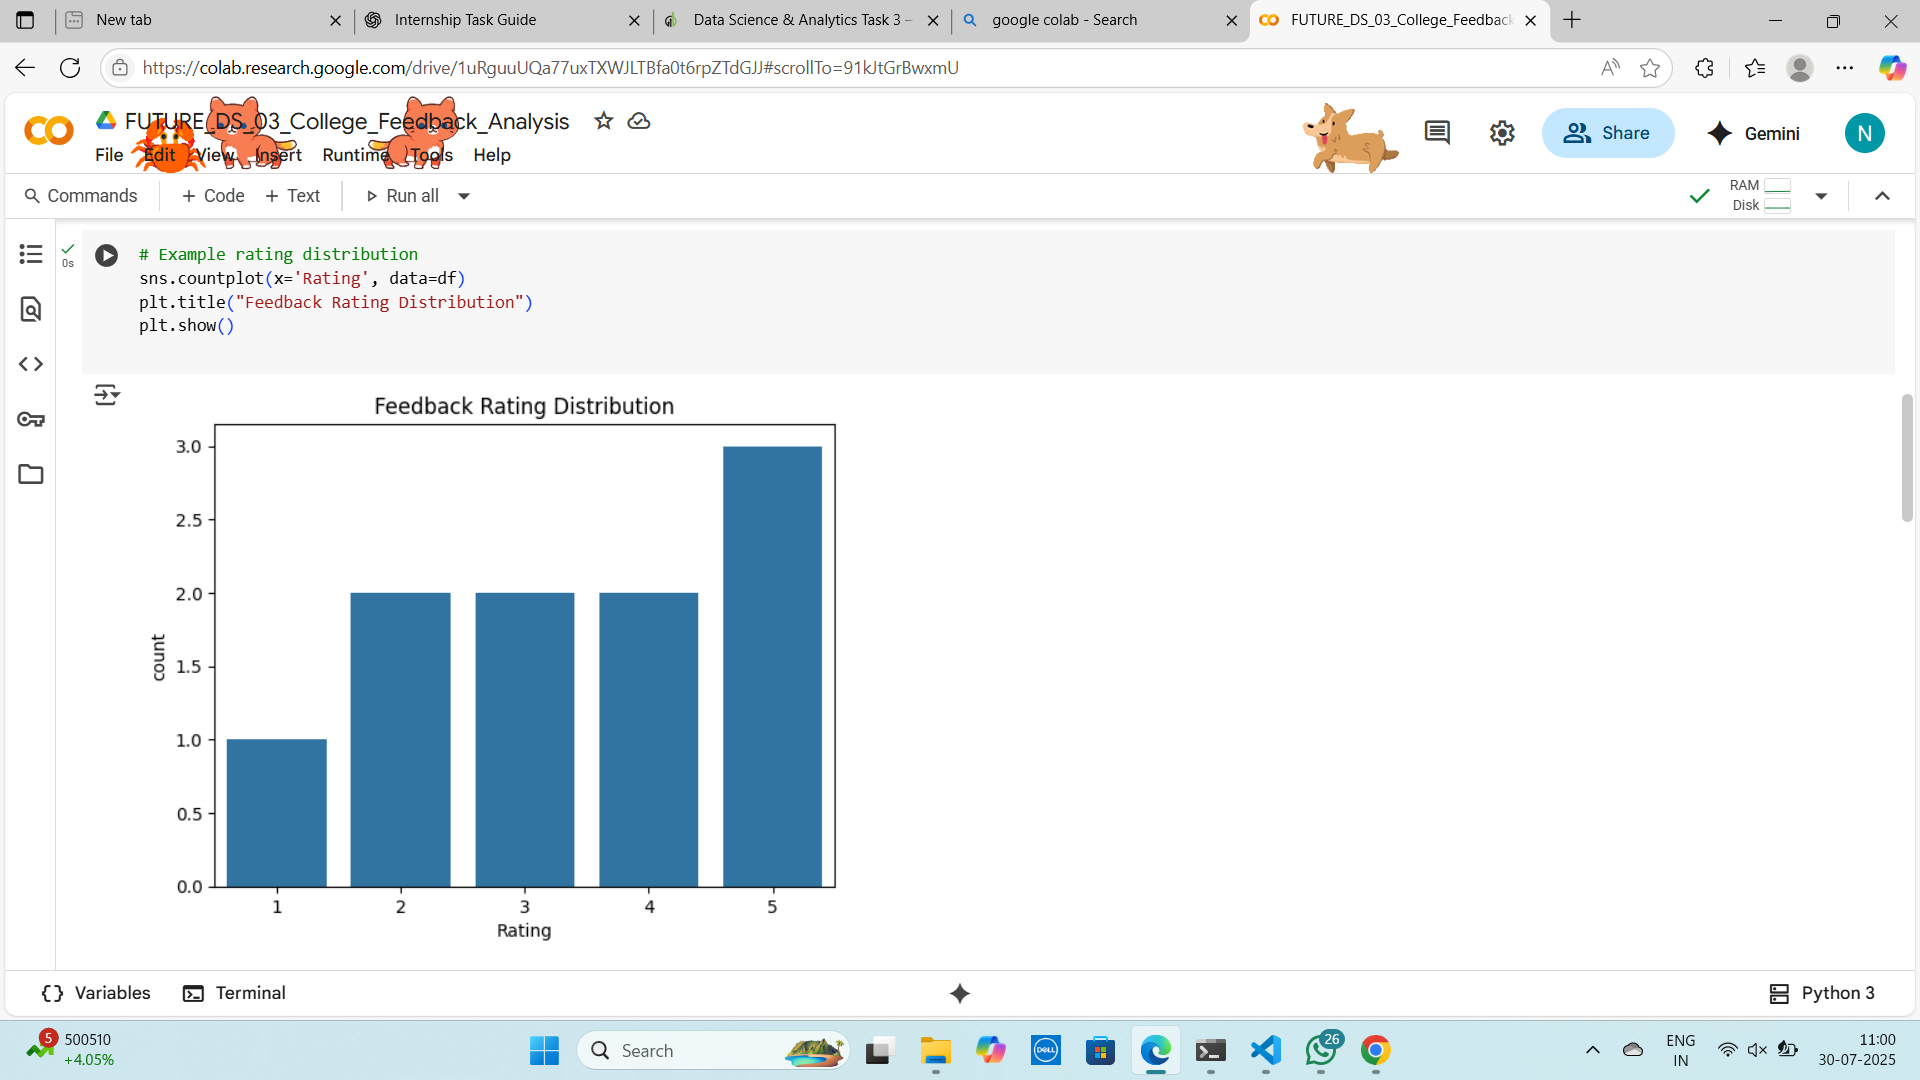 New tab
Internship Task Guide
Data Science & Analytics Task 3 –
google colab - Search
FUTURE_DS_03_College_Feedback
https://colab.research.google.com/drive/1uRguuUQa77uxTXWJLTBfa0t6rpZTdGJJ#scrollTo=91kJtGrBwxmU
FUTURE_DS_03_College_Feedback_Analysis
File Edit View Insert Runtime Tools Help
Share
Gemini
N
Commands
+ Code + Text
Run all
RAM
Disk
0s
# Example rating distribution
sns.countplot(x='Rating', data=df)
plt.title("Feedback Rating Distribution")
plt.show()
Feedback Rating Distribution
3.0
2.5
2.0
1.5
1.0
0.5
0.0
count
1 2 3 4 5
Rating
Variables
Terminal
Python 3
5
500510
+4.05%
Search
DELL
26
ENG
IN
11:00
30-07-2025